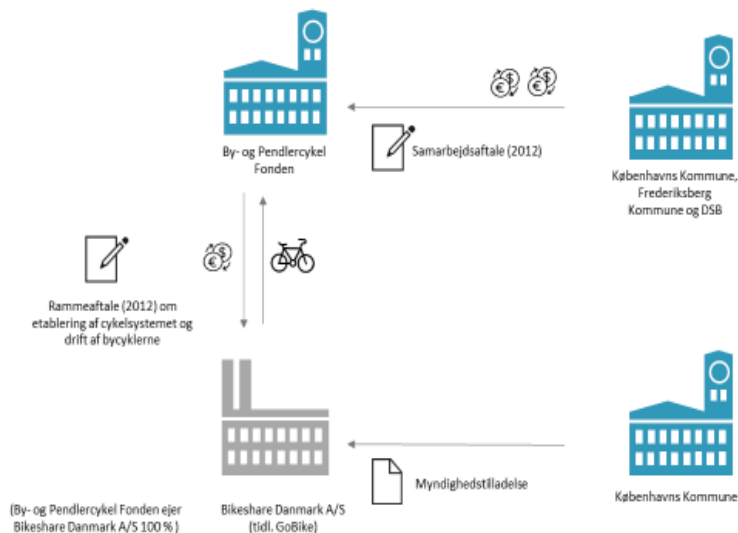 By- og Pendlercykel
Fonden
Samarbejdsaftale (2012)
Københavns Kommune,
Frederiksberg
Kommune og DSB
Rammeaftale (2012) om
etablering af cykelsystemet og
drift af bycyklerne
Myndighedstilladelse
Københavns Kommune
(By- og Pendlercykel Fonden ejer
Bikeshare Danmark A/S 100 % )
Bikeshare Danmark A/S
(tidl. GoBike)